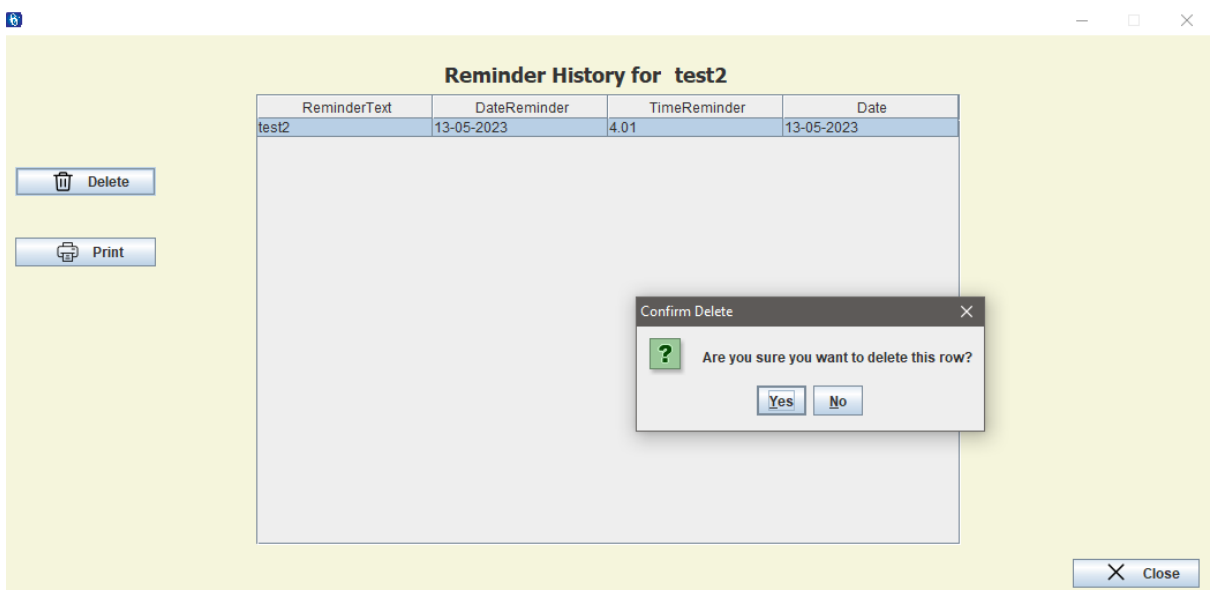 Reminder History for test2
ReminderText DateReminder TimeReminder Date
test2 13-05-2023 4.01 13-05-2023
Delete
Print
Confirm Delete
Are you sure you want to delete this row?
Yes No
Close